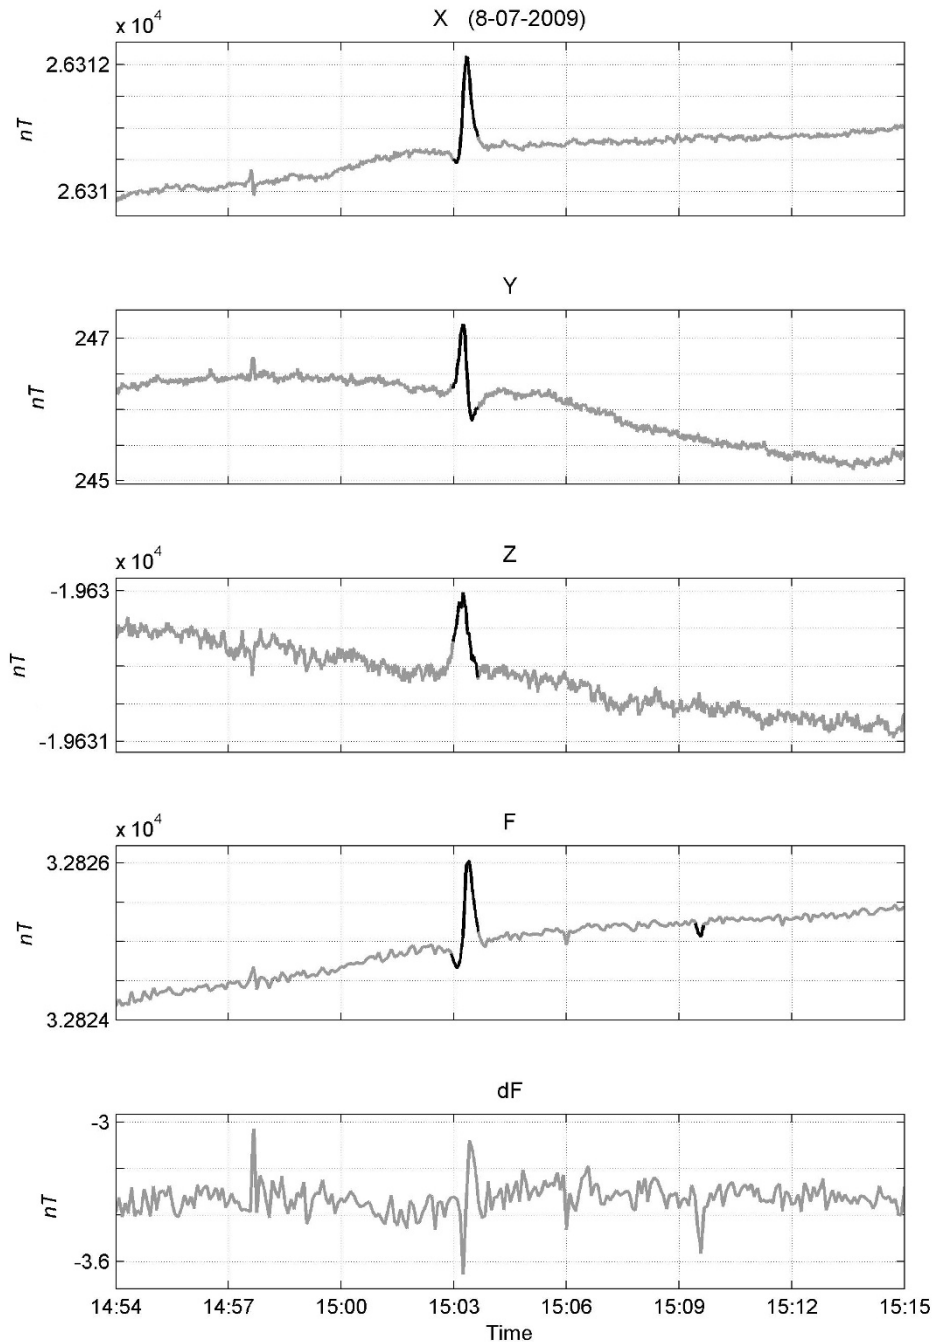 X (8-07-2009)
x 10^4
2.6312
nT
2.631
Y
247
nT
245
Z
x 10^4
-1.963
nT
-1.9631
F
x 10^4
3.2826
nT
3.2824
dF
-3
nT
-3.6
14:54 14:57 15:00 15:03 15:06 15:09 15:12 15:15
Time